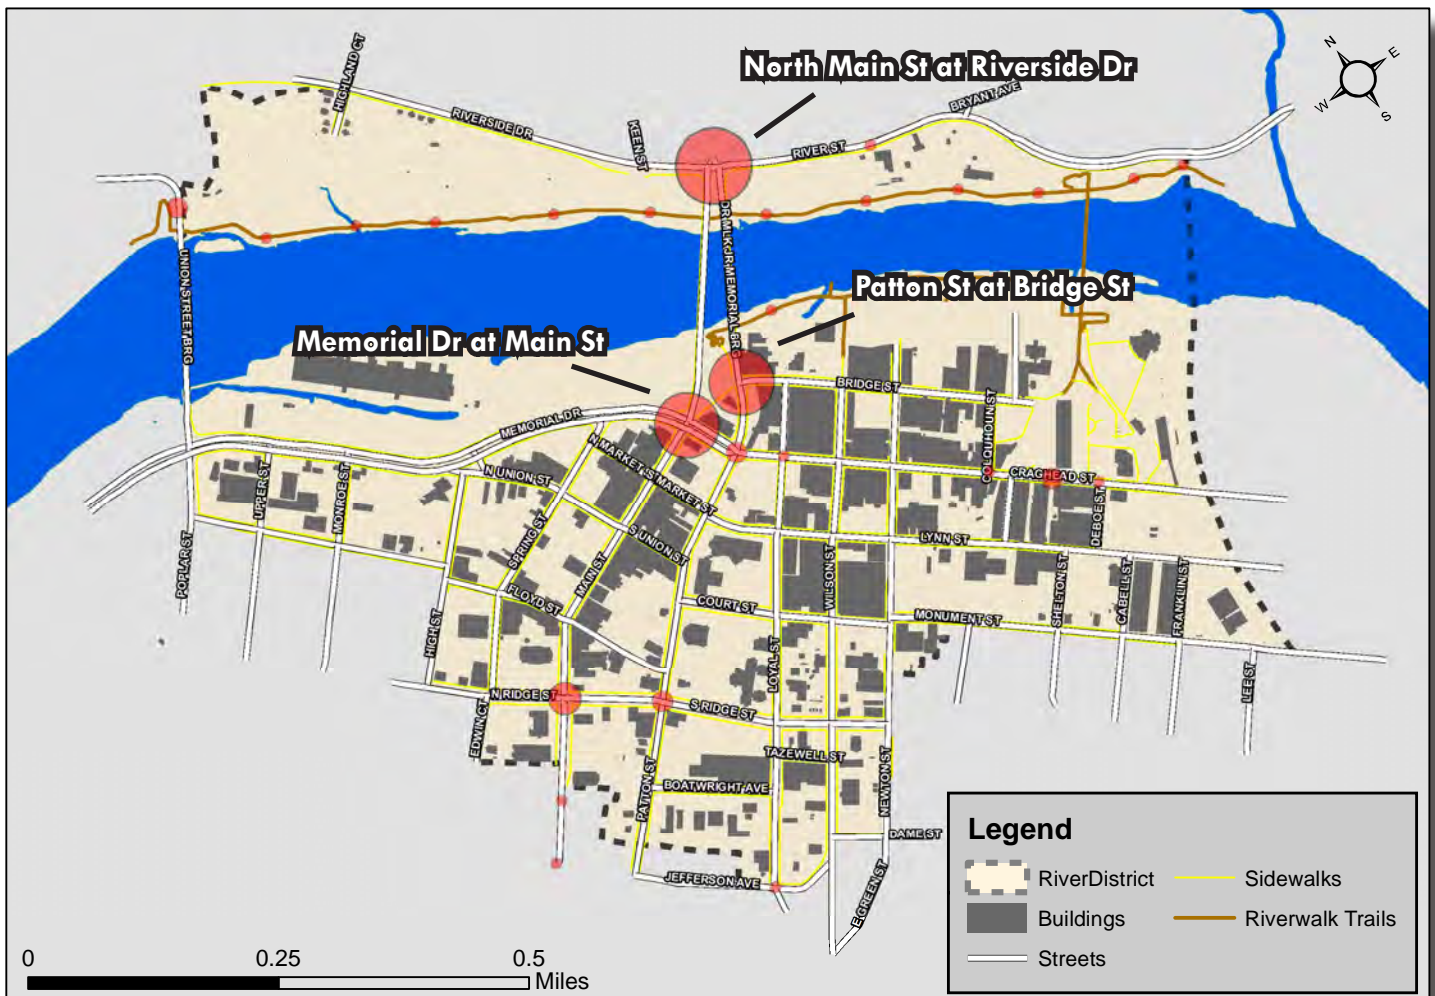 North Main St at Riverside Dr
N
E
W
S
HIGHLAND CT
RIVERSIDE DR
KEEN ST
RIVER ST
BRYANT AVE
UNION STREET BRG
DR MLK JR MEMORIAL BRG
Patton St at Bridge St
Memorial Dr at Main St
BRIDGE ST
MEMORIAL DR
COLQUHOUN ST
N MARKET ST
S MARKET ST
N UNION ST
CRAGHEAD ST
UPPER ST
MONROE ST
SPRING ST
S UNION ST
DEBOE ST
LYNN ST
POPLAR ST
MAIN ST
WILSON ST
FLOYD ST
COURT ST
MONUMENT ST
SHELTON ST
CABELL ST
FRANKLIN ST
HIGH ST
LOYAL ST
LEE ST
N RIDGE ST
S RIDGE ST
EDWIN CT
TAZEWELL ST
PATTON ST
BOATWRIGHT AVE
NEWTON ST
DAME ST
JEFFERSON AVE
E GREEN ST
Legend
RiverDistrict
Sidewalks
Buildings
Riverwalk Trails
Streets
0 0.25 0.5
Miles